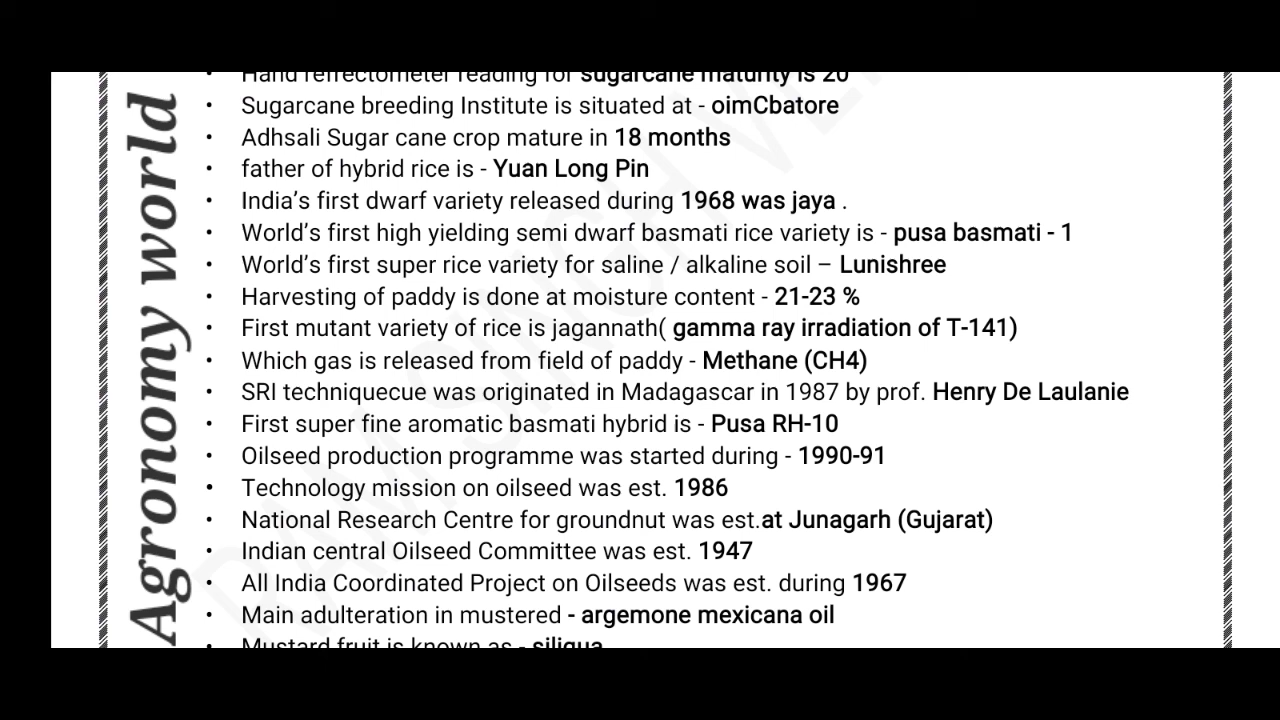 Agronomy world
• Hand refrectometer reading for sugarcane maturity is 20
• Sugarcane breeding Institute is situated at - oimCbatore
• Adhsali Sugar cane crop mature in 18 months
• father of hybrid rice is - Yuan Long Pin
• India's first dwarf variety released during 1968 was jaya .
• World's first high yielding semi dwarf basmati rice variety is - pusa basmati - 1
• World's first super rice variety for saline / alkaline soil – Lunishree
• Harvesting of paddy is done at moisture content - 21-23 %
• First mutant variety of rice is jagannath( gamma ray irradiation of T-141)
• Which gas is released from field of paddy - Methane (CH4)
• SRI techniquecue was originated in Madagascar in 1987 by prof. Henry De Laulanie
• First super fine aromatic basmati hybrid is - Pusa RH-10
• Oilseed production programme was started during - 1990-91
• Technology mission on oilseed was est. 1986
• National Research Centre for groundnut was est.at Junagarh (Gujarat)
• Indian central Oilseed Committee was est. 1947
• All India Coordinated Project on Oilseeds was est. during 1967
• Main adulteration in mustered - argemone mexicana oil
• Mustard fruit is known as - siliqua
RAM SINGH